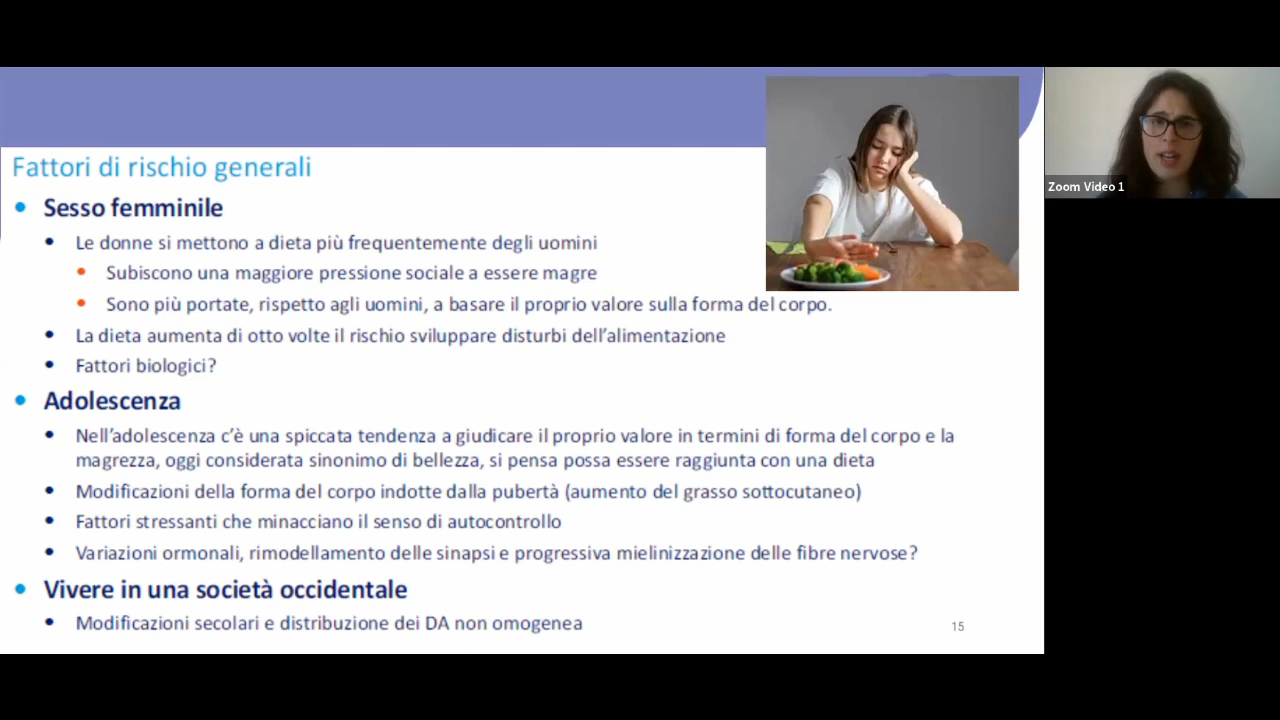 Fattori di rischio generali
Sesso femminile
Le donne si mettono a dieta più frequentemente degli uomini
Subiscono una maggiore pressione sociale a essere magre
Sono più portate, rispetto agli uomini, a basare il proprio valore sulla forma del corpo.
La dieta aumenta di otto volte il rischio sviluppare disturbi dell'alimentazione
Fattori biologici?
Adolescenza
Nell'adolescenza c'è una spiccata tendenza a giudicare il proprio valore in termini di forma del corpo e la
magrezza, oggi considerata sinonimo di bellezza, si pensa possa essere raggiunta con una dieta
Modificazioni della forma del corpo indotte dalla pubertà (aumento del grasso sottocutaneo)
Fattori stressanti che minacciano il senso di autocontrollo
Variazioni ormonali, rimodellamento delle sinapsi e progressiva mielinizzazione delle fibre nervose?
Vivere in una società occidentale
Modificazioni secolari e distribuzione dei DA non omogenea
15
Zoom Video 1